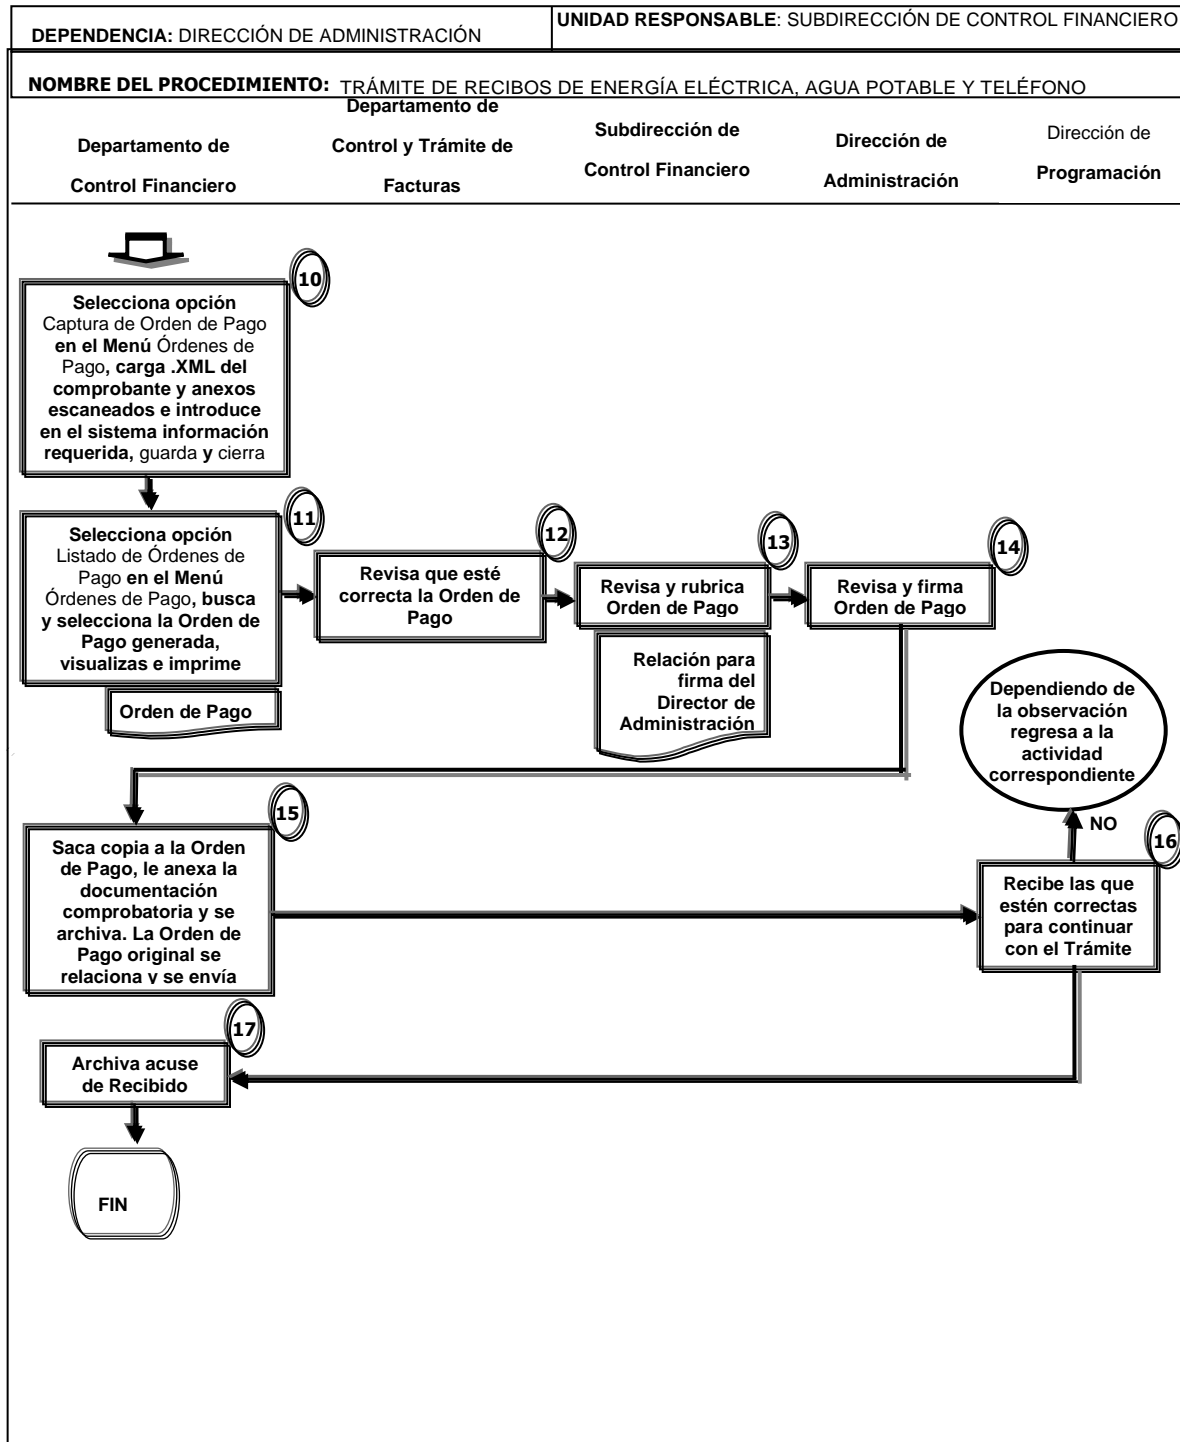 DEPENDENCIA: DIRECCIÓN DE ADMINISTRACIÓN
UNIDAD RESPONSABLE: SUBDIRECCIÓN DE CONTROL FINANCIERO
NOMBRE DEL PROCEDIMIENTO: TRÁMITE DE RECIBOS DE ENERGÍA ELÉCTRICA, AGUA POTABLE Y TELÉFONO
Departamento de
Control Financiero
Departamento de
Control y Trámite de
Facturas
Subdirección de
Control Financiero
Dirección de
Administración
Dirección de
Programación
10
Selecciona opción
Captura de Orden de Pago
en el Menú Órdenes de
Pago, carga .XML del
comprobante y anexos
escaneados e introduce
en el sistema información
requerida, guarda y cierra
11
Selecciona opción
Listado de Órdenes de
Pago en el Menú
Órdenes de Pago, busca
y selecciona la Orden de
Pago generada,
visualizas e imprime
Orden de Pago
12
Revisa que esté
correcta la Orden de
Pago
13
Revisa y rubrica
Orden de Pago
Relación para
firma del
Director de
Administración
14
Revisa y firma
Orden de Pago
Dependiendo de
la observación
regresa a la
actividad
correspondiente
NO
15
Saca copia a la Orden
de Pago, le anexa la
documentación
comprobatoria y se
archiva. La Orden de
Pago original se
relaciona y se envía
16
Recibe las que
estén correctas
para continuar
con el Trámite
17
Archiva acuse
de Recibido
FIN